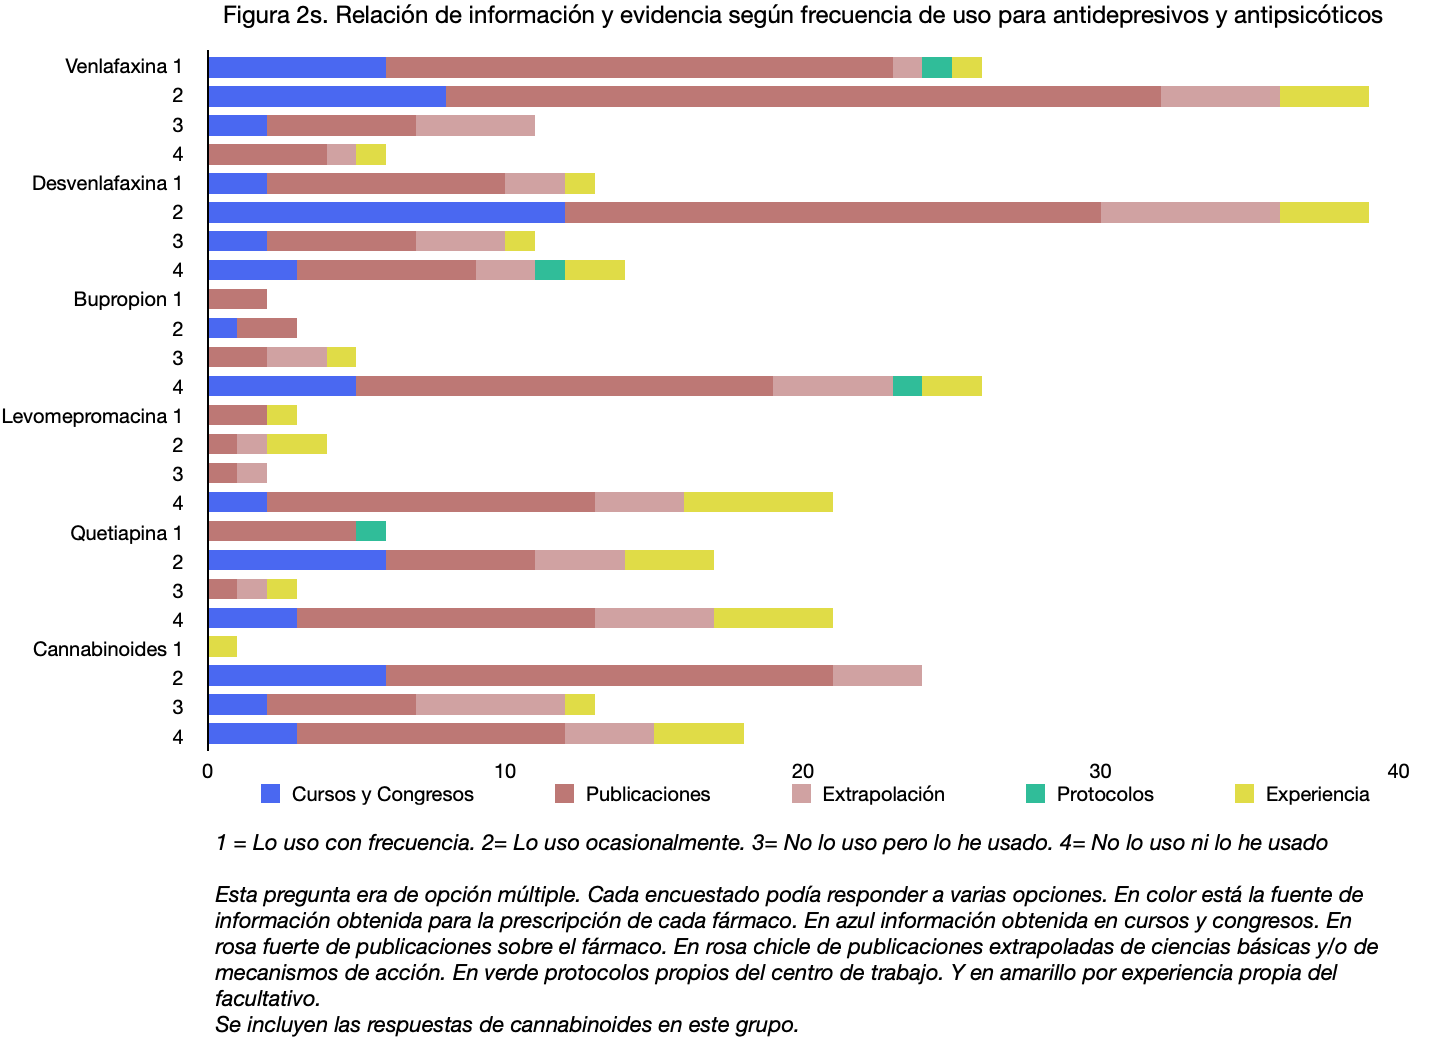 Figura 2s. Relación de información y evidencia según frecuencia de uso para antidepresivos y antipsicóticos
Venlafaxina 1
2
3
4
Desvenlafaxina 1
2
3
4
Bupropion 1
2
3
4
Levomepromacina 1
2
3
4
Quetiapina 1
2
3
4
Cannabinoides 1
2
3
4
0 10 20 30 40
Cursos y Congresos Publicaciones Extrapolación Protocolos Experiencia
1 = Lo uso con frecuencia. 2= Lo uso ocasionalmente. 3= No lo uso pero lo he usado. 4= No lo uso ni lo he usado
Esta pregunta era de opción múltiple. Cada encuestado podía responder a varias opciones. En color está la fuente de
información obtenida para la prescripción de cada fármaco. En azul información obtenida en cursos y congresos. En
rosa fuerte de publicaciones sobre el fármaco. En rosa chicle de publicaciones extrapoladas de ciencias básicas y/o de
mecanismos de acción. En verde protocolos propios del centro de trabajo. Y en amarillo por experiencia propia del
facultativo.
Se incluyen las respuestas de cannabinoides en este grupo.